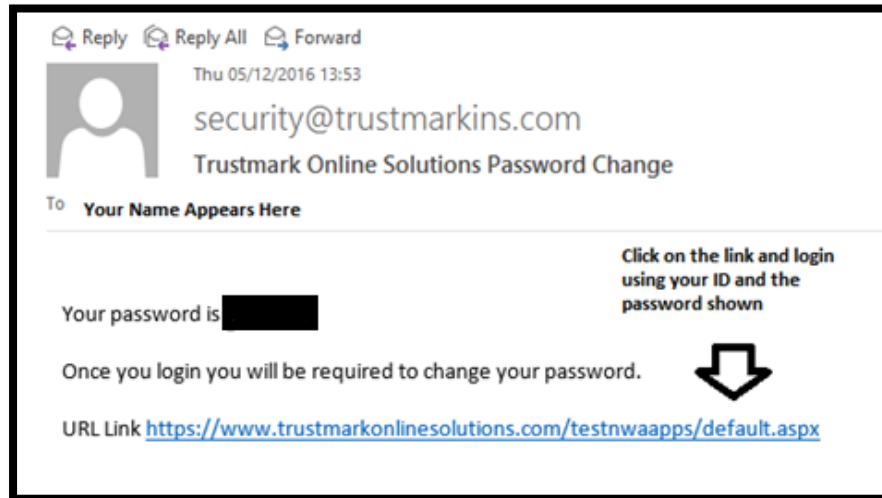 Reply Reply All Forward
Thu 05/12/2016 13:53
security@trustmarkins.com
Trustmark Online Solutions Password Change
To Your Name Appears Here
Click on the link and login
using your ID and the
password shown
Your password is
Once you login you will be required to change your password.
URL Link https://www.trustmarkonlinesolutions.com/testnwaapps/default.aspx